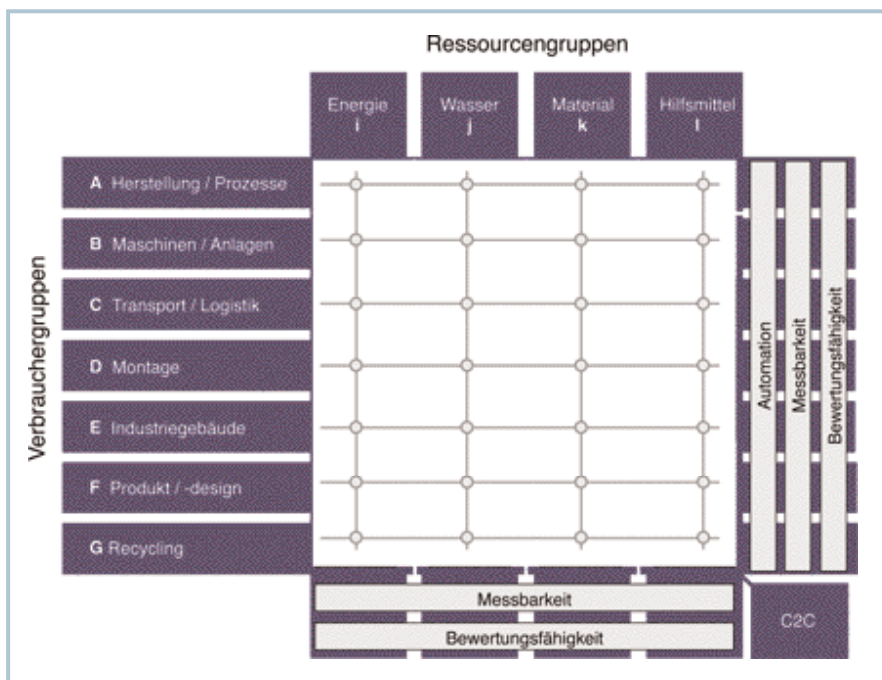 Ressourcengruppen
Energie
i
Wasser
j
Material
k
Hilfsmittel
l
Verbrauchergruppen
A Herstellung / Prozesse
B Maschinen / Anlagen
C Transport / Logistik
D Montage
E Industriegebäude
F Produkt / -design
G Recycling
Automation
Messbarkeit
Bewertungsfähigkeit
Messbarkeit
Bewertungsfähigkeit
C2C